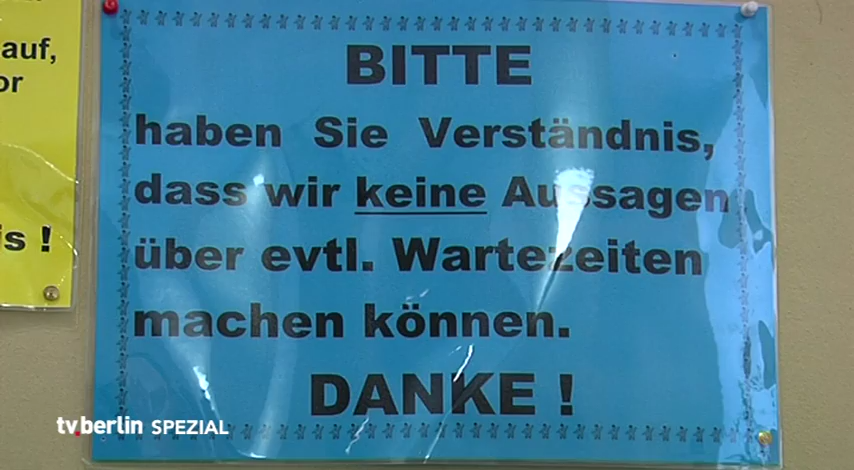 auf,
or
is !
BITTE
haben Sie Verständnis,
dass wir keine Aussagen
über evtl. Wartezeiten
machen können.
DANKE !
tv.berlin SPEZIAL